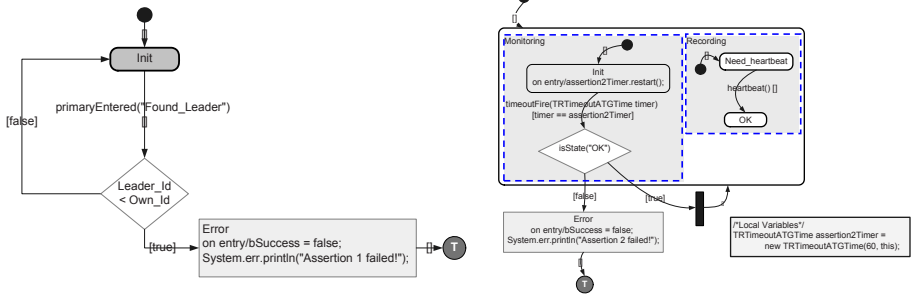 []
Init
primaryEntered("Found_Leader")
[]
[false]
Leader_Id
< Own_Id
[true]
Error
on entry/bSuccess = false;
System.err.println("Assertion 1 failed!");
[]
T
[]
Monitoring
[]
Init
on entry/assertion2Timer.restart();
timeoutFire(TRTimeoutATGTime timer)
[timer == assertion2Timer]
isState("OK")
Recording
[]
Need_heartbeat
heartbeat() []
OK
[false]
[true]
Error
on entry/bSuccess = false;
System.err.println("Assertion 2 failed!");
[]
T
/*Local Variables*/
TRTimeoutATGTime assertion2Timer =
new TRTimeoutATGTime(60, this);